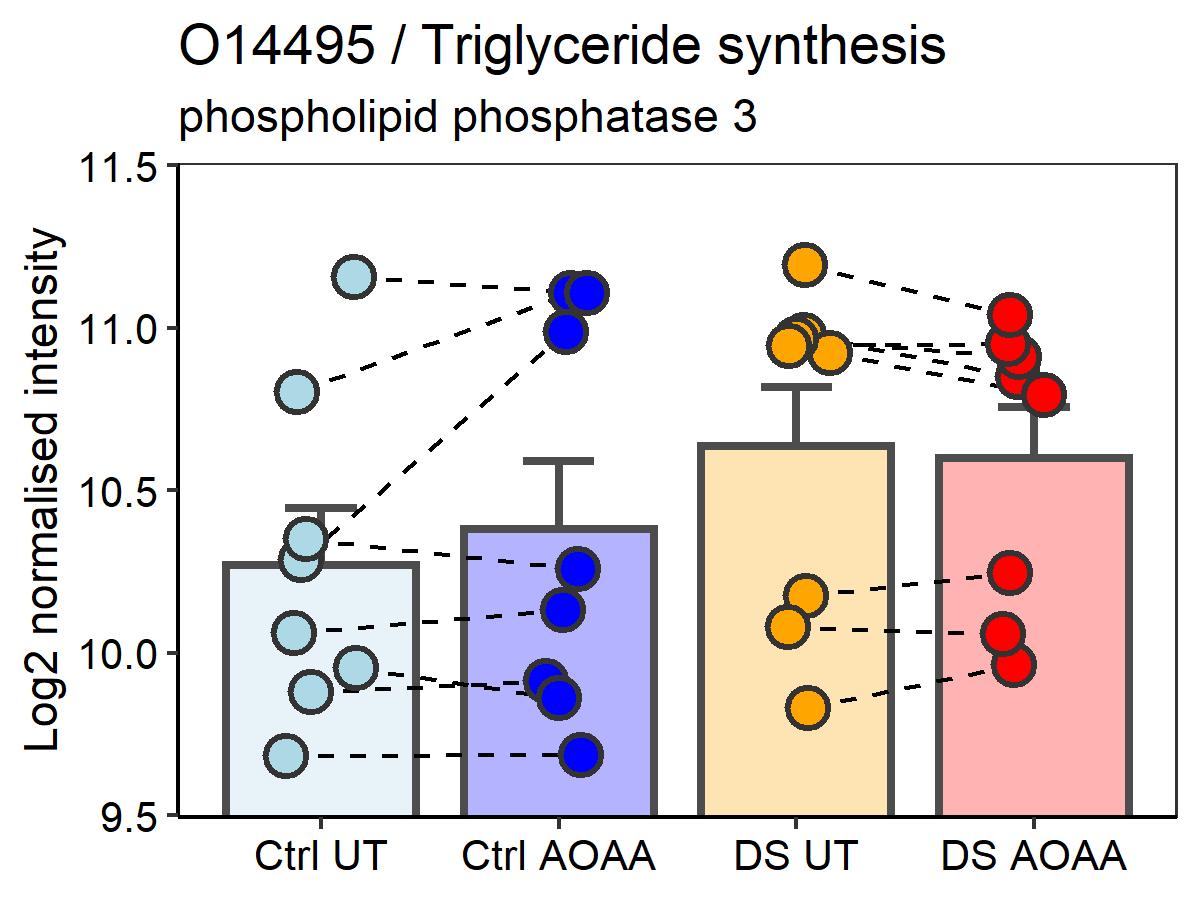 O14495 / Triglyceride synthesis
phospholipid phosphatase 3
Log2 normalised intensity
11.5
11.0
10.5
10.0
9.5
Ctrl UT
Ctrl AOAA
DS UT
DS AOAA